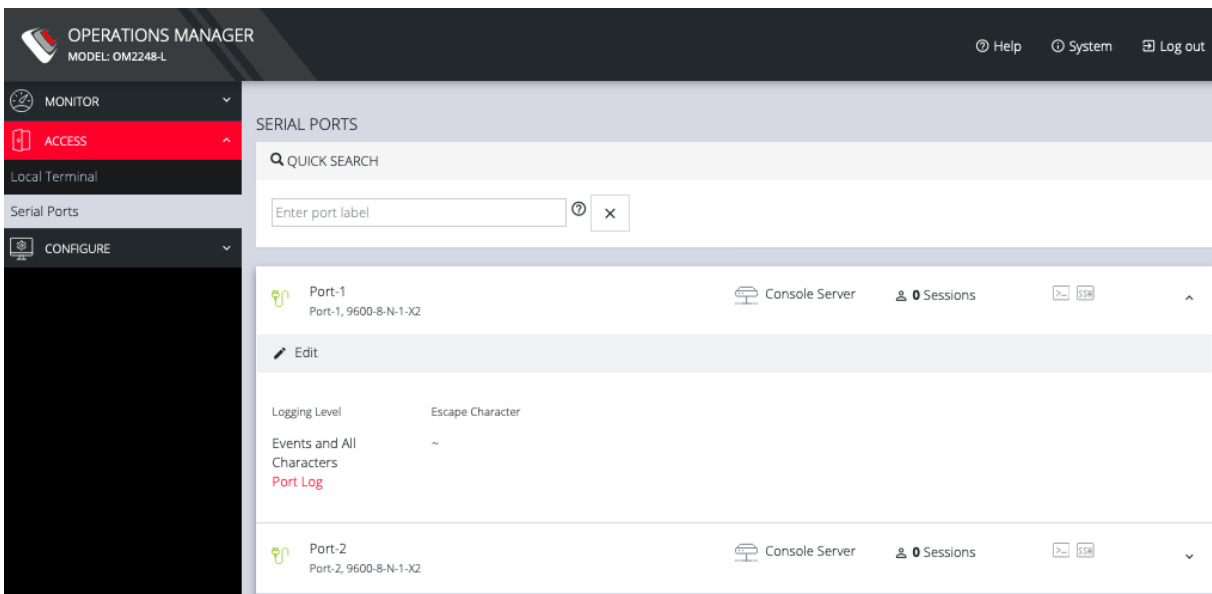 OPERATIONS MANAGER
MODEL: OM2248-L
Help
System
Log out
MONITOR
ACCESS
Local Terminal
Serial Ports
CONFIGURE
SERIAL PORTS
QUICK SEARCH
Enter port label
Port-1
Port-1, 9600-8-N-1-X2
Console Server
0 Sessions
>_ SSH
Edit
Logging Level
Escape Character
Events and All
Characters
~
Port Log
Port-2
Port-2, 9600-8-N-1-X2
Console Server
0 Sessions
>_ SSH